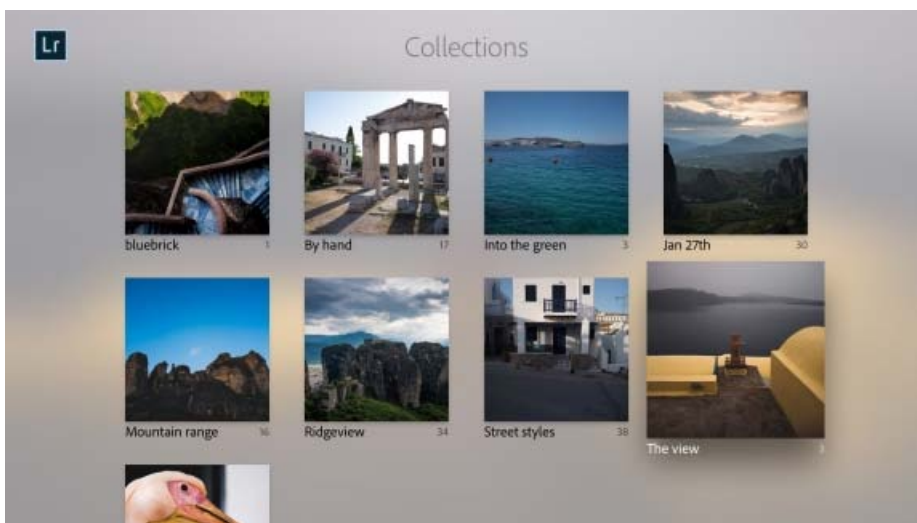 Lr
Collections
bluebrick 1
By hand 17
Into the green 3
Jan 27th 30
Mountain range 16
Ridgeview 34
Street styles 38
The view